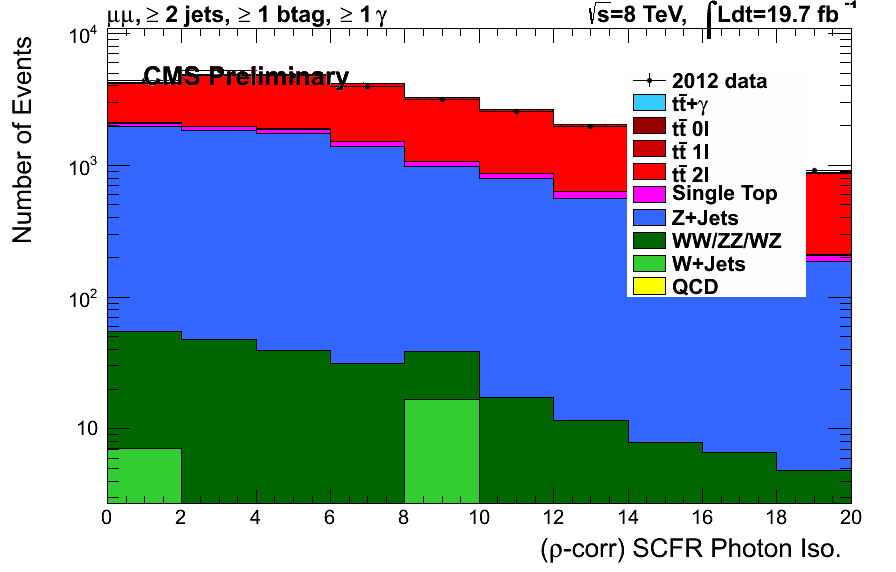 μμ, ≥ 2 jets, ≥ 1 btag, ≥ 1 γ
√s=8 TeV, ∫Ldt=19.7 fb⁻¹
CMS Preliminary
2012 data
tt̄+γ
tt̄ 0l
tt̄ 1l
tt̄ 2l
Single Top
Z+Jets
WW/ZZ/WZ
W+Jets
QCD
Number of Events
10⁴
10³
10²
10
0 2 4 6 8 10 12 14 16 18 20
(ρ-corr) SCFR Photon Iso.